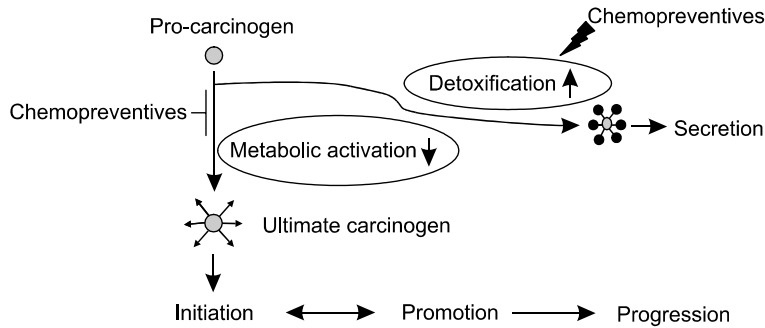 Chemopreventives
Pro-carcinogen
Detoxification
Chemopreventives
Secretion
Metabolic activation
Ultimate carcinogen
Initiation
Promotion
Progression